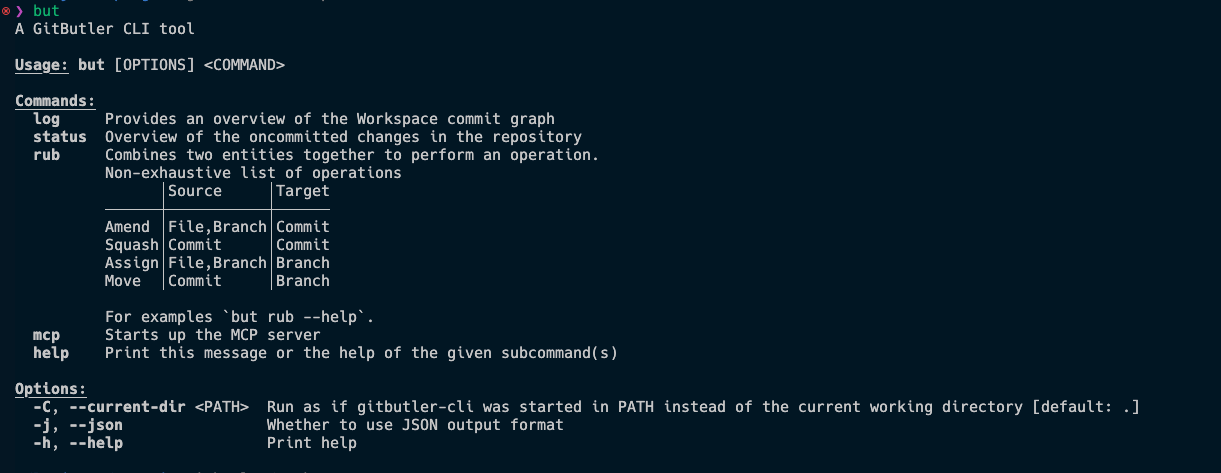 ❯ but
A GitButler CLI tool
Usage: but [OPTIONS] <COMMAND>
Commands:
log Provides an overview of the Workspace commit graph
status Overview of the oncommitted changes in the repository
rub Combines two entities together to perform an operation.
Non-exhaustive list of operations
Source Target
Amend File,Branch Commit
Squash Commit Commit
Assign File,Branch Branch
Move Commit Branch
For examples `but rub --help`.
mcp Starts up the MCP server
help Print this message or the help of the given subcommand(s)
Options:
-C, --current-dir <PATH> Run as if gitbutler-cli was started in PATH instead of the current working directory [default: .]
-j, --json Whether to use JSON output format
-h, --help Print help